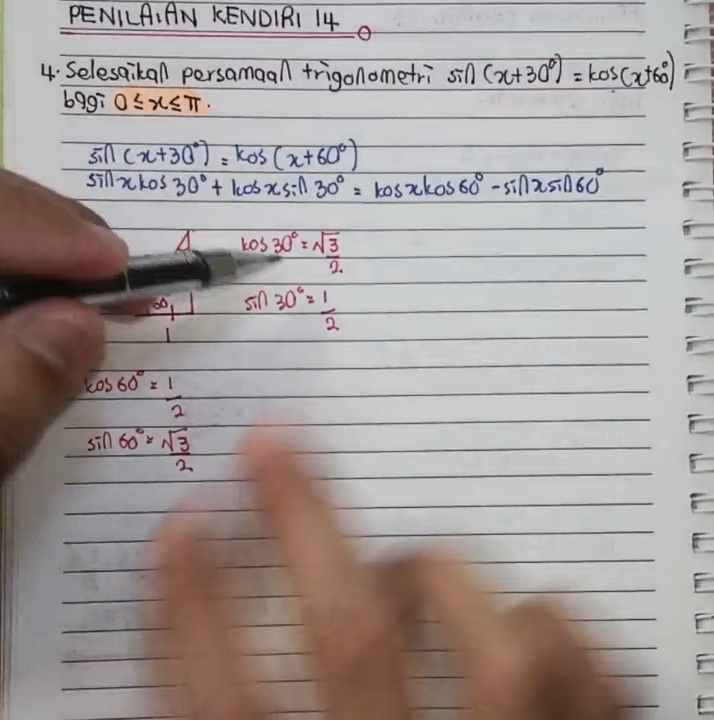 PENILAIAN KENDIRI 14
4. Selesaikan persamaan trigonometri sin (x+30°) = kos(x+60°)
bagi 0 ≤ x ≤ π.
sin (x+30°) = kos (x+60°)
sin x kos 30° + kos x sin 30° = kos x kos 60° - sin x sin 60°
kos 30° = √3/2
sin 30° = 1/2
60°
1
kos 60° = 1/2
sin 60° = √3/2